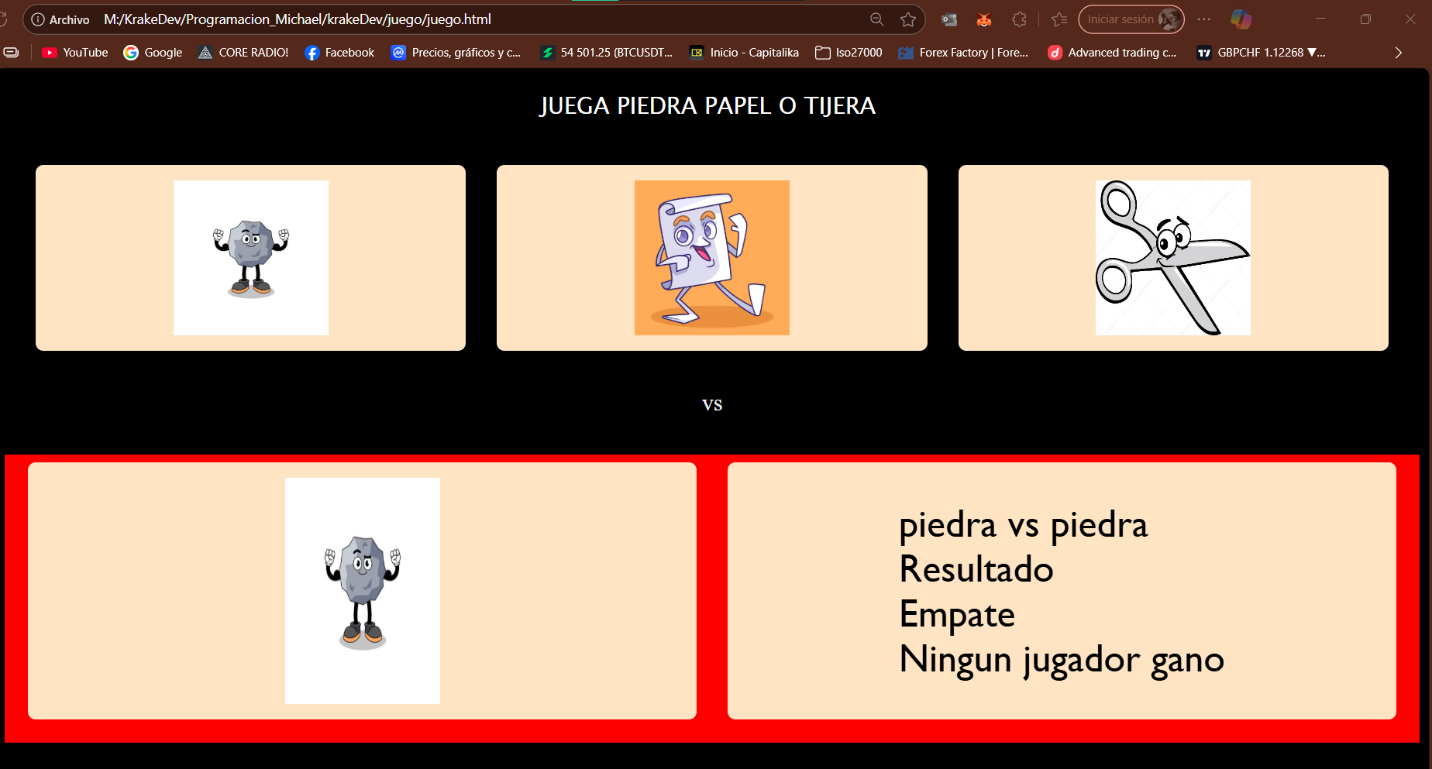 Archivo M:/KrakeDev/Programacion_Michael/krakeDev/juego/juego.html Iniciar sesión
YouTube Google CORE RADIO! Facebook Precios, gráficos y c... 54 501.25 (BTCUSDT... Inicio - Capitalika Iso27000 Forex Factory | Fore... Advanced trading c... GBPCHF 1.12268 ▼...
JUEGA PIEDRA PAPEL O TIJERA
vs
piedra vs piedra
Resultado
Empate
Ningun jugador gano